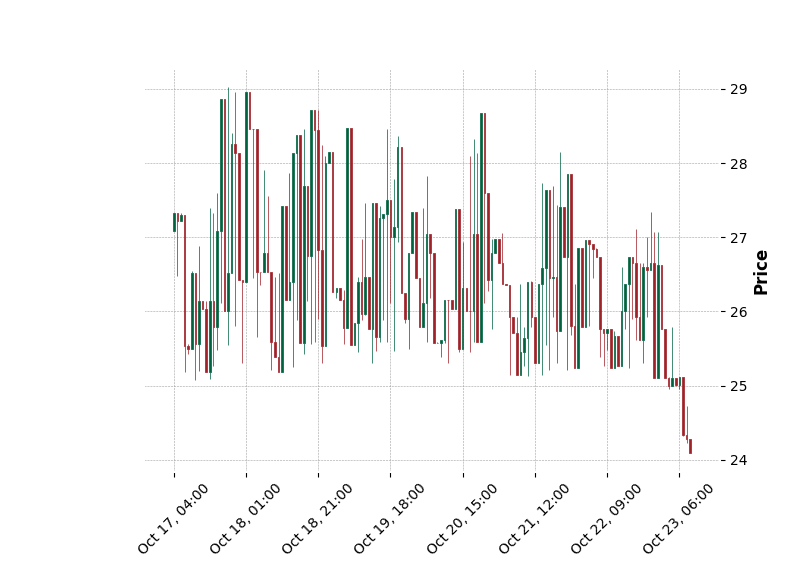 29
28
27
26
25
24
Price
Oct 17, 04:00
Oct 18, 01:00
Oct 18, 21:00
Oct 19, 18:00
Oct 20, 15:00
Oct 21, 12:00
Oct 22, 09:00
Oct 23, 06:00